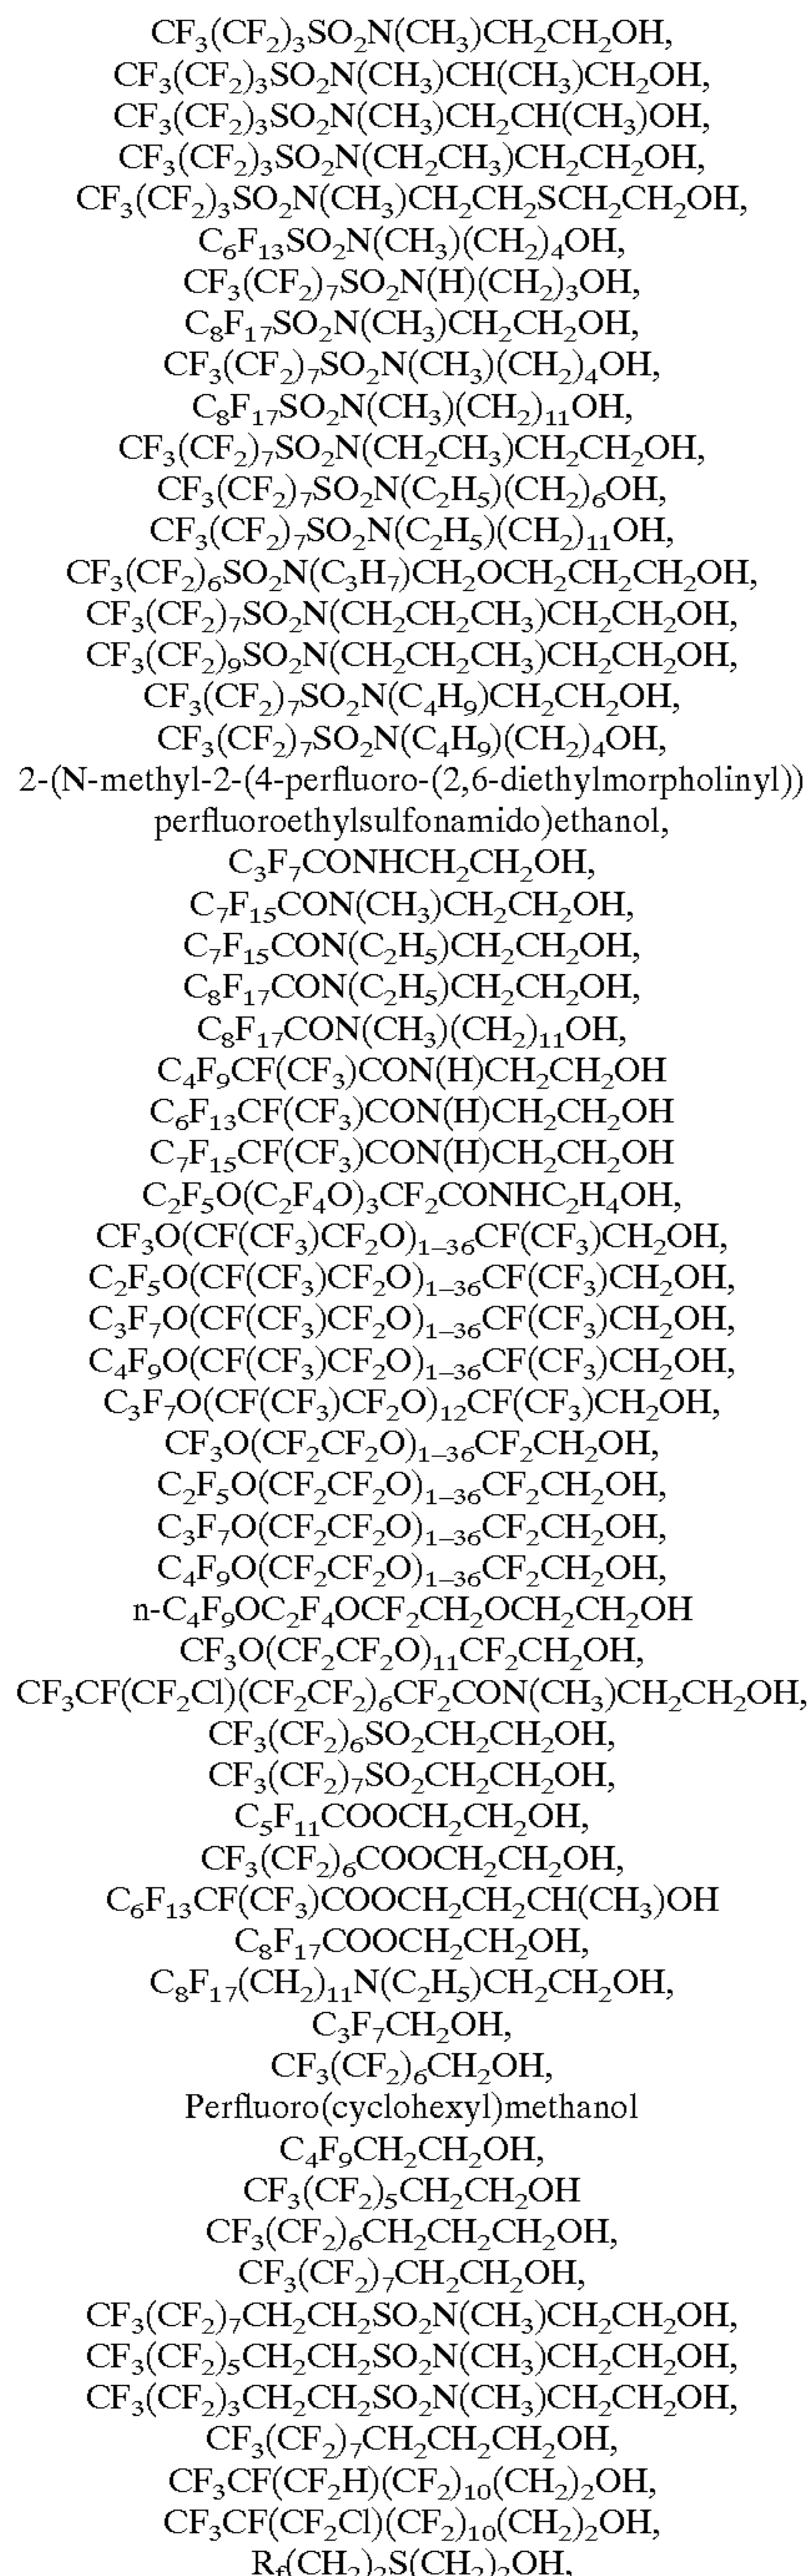 CF₃(CF₂)₃SO₂N(CH₃)CH₂CH₂OH,
CF₃(CF₂)₃SO₂N(CH₃)CH(CH₃)CH₂OH,
CF₃(CF₂)₃SO₂N(CH₃)CH₂CH(CH₃)OH,
CF₃(CF₂)₃SO₂N(CH₂CH₃)CH₂CH₂OH,
CF₃(CF₂)₃SO₂N(CH₃)CH₂CH₂SCH₂CH₂OH,
C₆F₁₃SO₂N(CH₃)(CH₂)₄OH,
CF₃(CF₂)₇SO₂N(H)(CH₂)₃OH,
C₈F₁₇SO₂N(CH₃)CH₂CH₂OH,
CF₃(CF₂)₇SO₂N(CH₃)(CH₂)₄OH,
C₈F₁₇SO₂N(CH₃)(CH₂)₁₁OH,
CF₃(CF₂)₇SO₂N(CH₂CH₃)CH₂CH₂OH,
CF₃(CF₂)₇SO₂N(C₂H₅)(CH₂)₆OH,
CF₃(CF₂)₇SO₂N(C₂H₅)(CH₂)₁₁OH,
CF₃(CF₂)₆SO₂N(C₃H₇)CH₂OCH₂CH₂CH₂OH,
CF₃(CF₂)₇SO₂N(CH₂CH₂CH₃)CH₂CH₂OH,
CF₃(CF₂)₉SO₂N(CH₂CH₂CH₃)CH₂CH₂OH,
CF₃(CF₂)₇SO₂N(C₄H₉)CH₂CH₂OH,
CF₃(CF₂)₇SO₂N(C₄H₉)(CH₂)₄OH,
2-(N-methyl-2-(4-perfluoro-(2,6-diethylmorpholinyl))
perfluoroethylsulfonamido)ethanol,
C₃F₇CONHCH₂CH₂OH,
C₇F₁₅CON(CH₃)CH₂CH₂OH,
C₇F₁₅CON(C₂H₅)CH₂CH₂OH,
C₈F₁₇CON(C₂H₅)CH₂CH₂OH,
C₈F₁₇CON(CH₃)(CH₂)₁₁OH,
C₄F₉CF(CF₃)CON(H)CH₂CH₂OH
C₆F₁₃CF(CF₃)CON(H)CH₂CH₂OH
C₇F₁₅CF(CF₃)CON(H)CH₂CH₂OH
C₂F₅O(C₂F₄O)₃CF₂CONHC₂H₄OH,
CF₃O(CF(CF₃)CF₂O)₁₋₃₆CF(CF₃)CH₂OH,
C₂F₅O(CF(CF₃)CF₂O)₁₋₃₆CF(CF₃)CH₂OH,
C₃F₇O(CF(CF₃)CF₂O)₁₋₃₆CF(CF₃)CH₂OH,
C₄F₉O(CF(CF₃)CF₂O)₁₋₃₆CF(CF₃)CH₂OH,
C₃F₇O(CF(CF₃)CF₂O)₁₂CF(CF₃)CH₂OH,
CF₃O(CF₂CF₂O)₁₋₃₆CF₂CH₂OH,
C₂F₅O(CF₂CF₂O)₁₋₃₆CF₂CH₂OH,
C₃F₇O(CF₂CF₂O)₁₋₃₆CF₂CH₂OH,
C₄F₉O(CF₂CF₂O)₁₋₃₆CF₂CH₂OH,
n-C₄F₉OC₂F₄OCF₂CH₂OCH₂CH₂OH
CF₃O(CF₂CF₂O)₁₁CF₂CH₂OH,
CF₃CF(CF₂Cl)(CF₂CF₂)₆CF₂CON(CH₃)CH₂CH₂OH,
CF₃(CF₂)₆SO₂CH₂CH₂OH,
CF₃(CF₂)₇SO₂CH₂CH₂OH,
C₅F₁₁COOCH₂CH₂OH,
CF₃(CF₂)₆COOCH₂CH₂OH,
C₆F₁₃CF(CF₃)COOCH₂CH₂CH(CH₃)OH
C₈F₁₇COOCH₂CH₂OH,
C₈F₁₇(CH₂)₁₁N(C₂H₅)CH₂CH₂OH,
C₃F₇CH₂OH,
CF₃(CF₂)₆CH₂OH,
Perfluoro(cyclohexyl)methanol
C₄F₉CH₂CH₂OH,
CF₃(CF₂)₅CH₂CH₂OH
CF₃(CF₂)₆CH₂CH₂CH₂OH,
CF₃(CF₂)₇CH₂CH₂OH,
CF₃(CF₂)₇CH₂CH₂SO₂N(CH₃)CH₂CH₂OH,
CF₃(CF₂)₅CH₂CH₂SO₂N(CH₃)CH₂CH₂OH,
CF₃(CF₂)₃CH₂CH₂SO₂N(CH₃)CH₂CH₂OH,
CF₃(CF₂)₇CH₂CH₂CH₂OH,
CF₃CF(CF₂H)(CF₂)₁₀(CH₂)₂OH,
CF₃CF(CF₂Cl)(CF₂)₁₀(CH₂)₂OH,
R_f(CH₂)₂S(CH₂)₂OH,